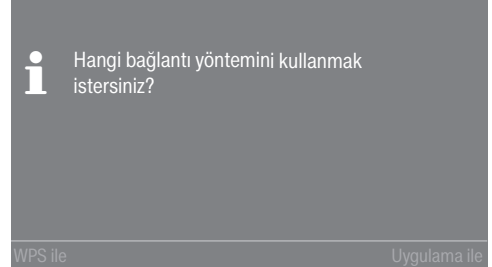 Hangi bağlantı yöntemini kullanmak
istersiniz?
WPS ile
Uygulama ile